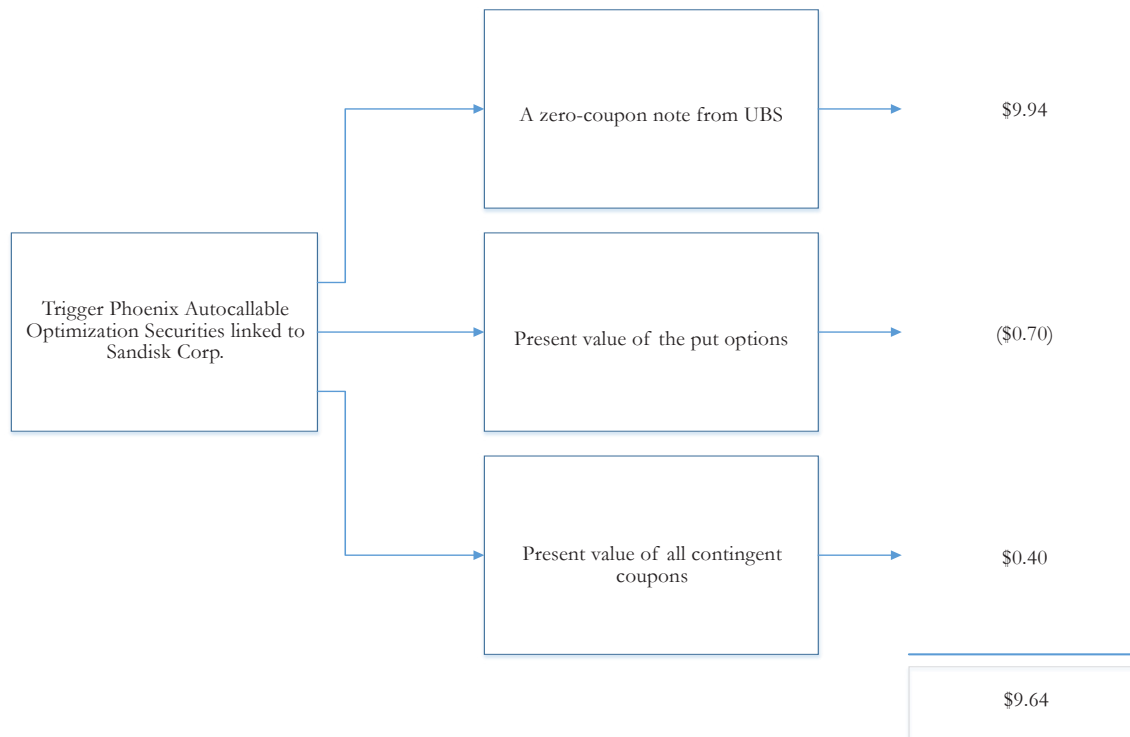 A zero-coupon note from UBS
$9.94
Trigger Phoenix Autocallable
Optimization Securities linked to
Sandisk Corp.
Present value of the put options
($0.70)
Present value of all contingent
coupons
$0.40
$9.64